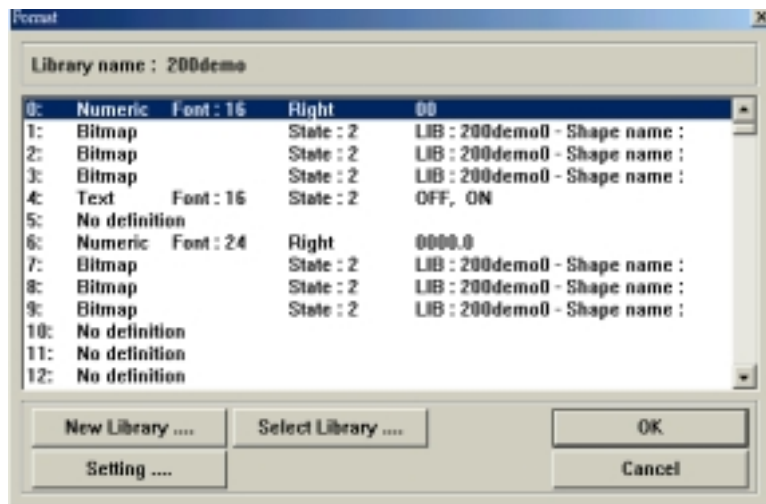 Format
Library name : 200demo
0: Numeric Font : 16 Right 00
1: Bitmap State : 2 LIB : 200demo0 - Shape name :
2: Bitmap State : 2 LIB : 200demo0 - Shape name :
3: Bitmap State : 2 LIB : 200demo0 - Shape name :
4: Text Font : 16 State : 2 OFF, ON
5: No definition
6: Numeric Font : 24 Right 0000.0
7: Bitmap State : 2 LIB : 200demo0 - Shape name :
8: Bitmap State : 2 LIB : 200demo0 - Shape name :
9: Bitmap State : 2 LIB : 200demo0 - Shape name :
10: No definition
11: No definition
12: No definition
New Library .... Select Library .... OK
Setting .... Cancel